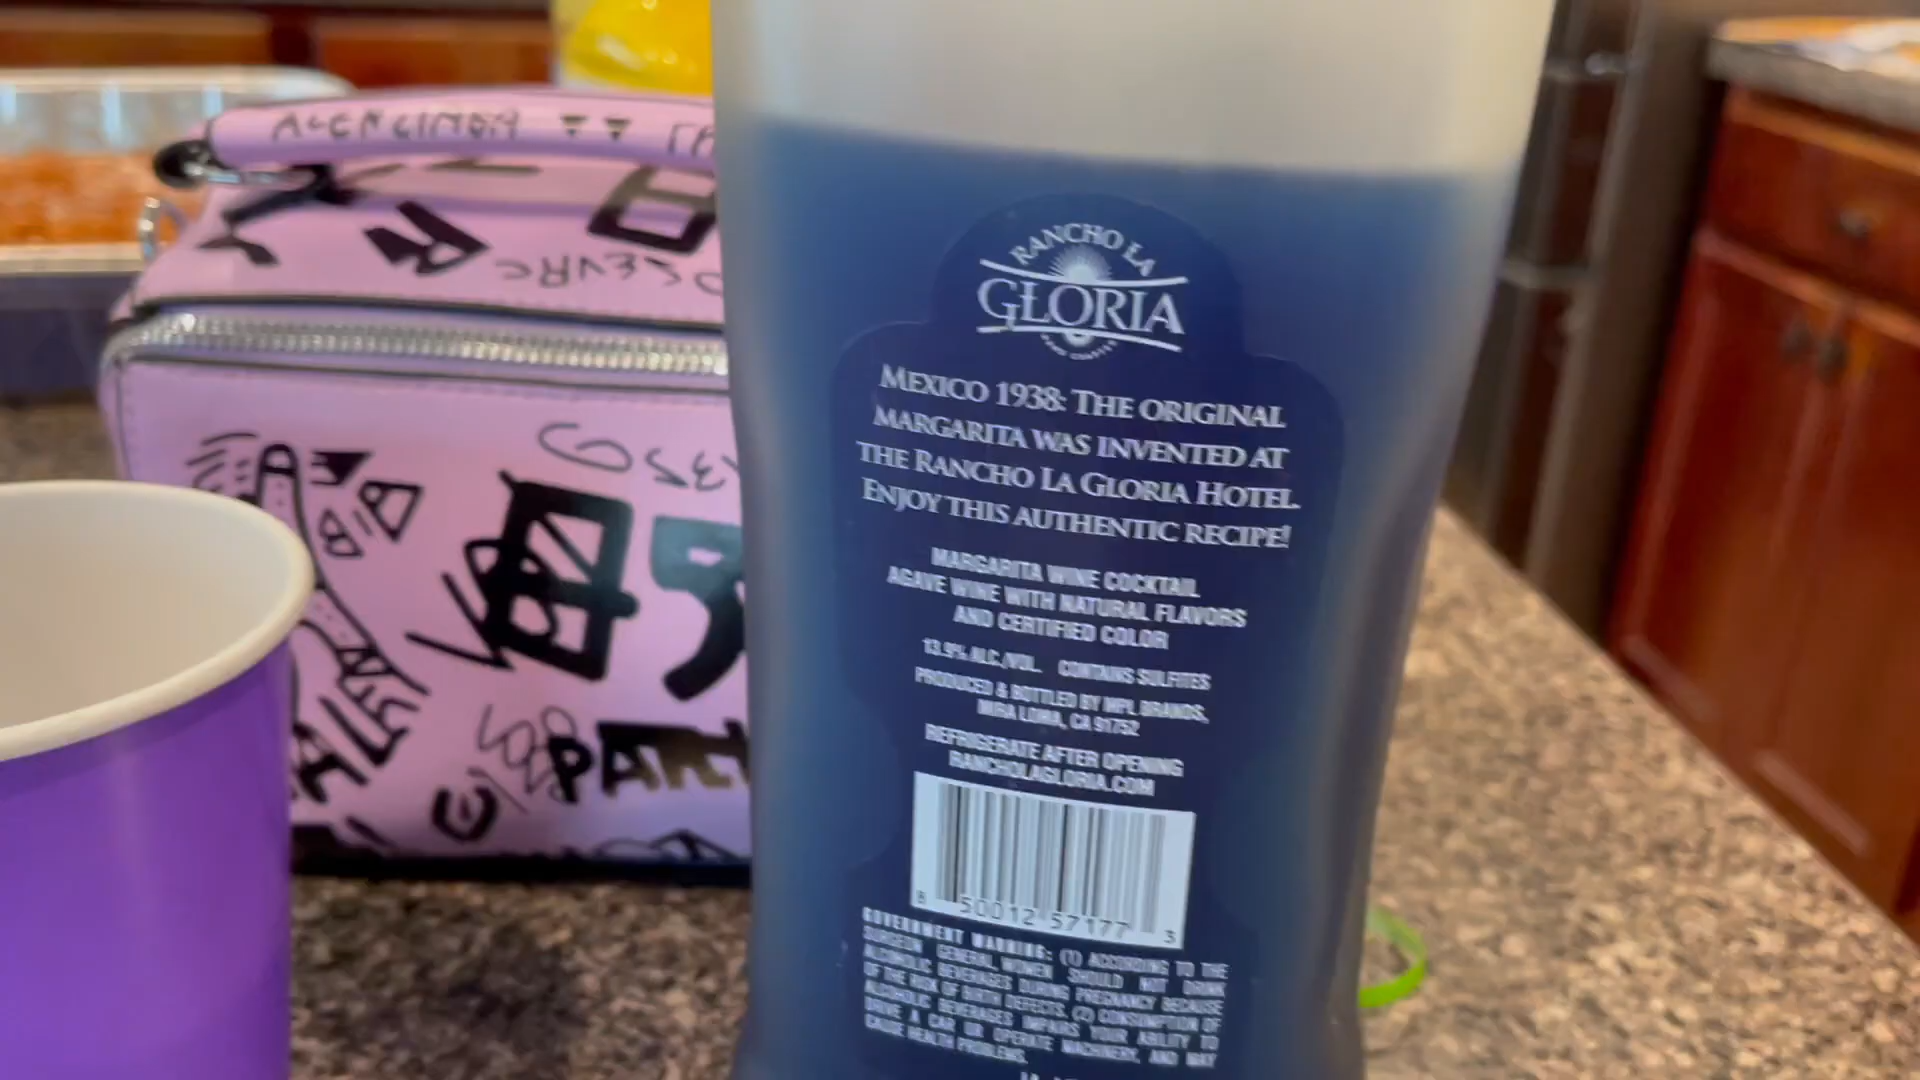 RANCHO LA
GLORIA
MEXICO 1938: THE ORIGINAL
MARGARITA WAS INVENTED AT
THE RANCHO LA GLORIA HOTEL.
ENJOY THIS AUTHENTIC RECIPE!
MARGARITA WINE COCKTAIL
AGAVE WINE WITH NATURAL FLAVORS
AND CERTIFIED COLOR
13.9% ALC./VOL. CONTAINS SULFITES
PRODUCED & BOTTLED BY MPL BRANDS,
MIRA LOMA, CA 91752
REFRIGERATE AFTER OPENING
RANCHOLAGLORIA.COM
8 50012 57177 3
GOVERNMENT WARNING: (1) ACCORDING TO THE
SURGEON GENERAL, WOMEN SHOULD NOT DRINK
ALCOHOLIC BEVERAGES DURING PREGNANCY BECAUSE
OF THE RISK OF BIRTH DEFECTS. (2) CONSUMPTION OF
ALCOHOLIC BEVERAGES IMPAIRS YOUR ABILITY TO
DRIVE A CAR OR OPERATE MACHINERY, AND MAY
CAUSE HEALTH PROBLEMS.